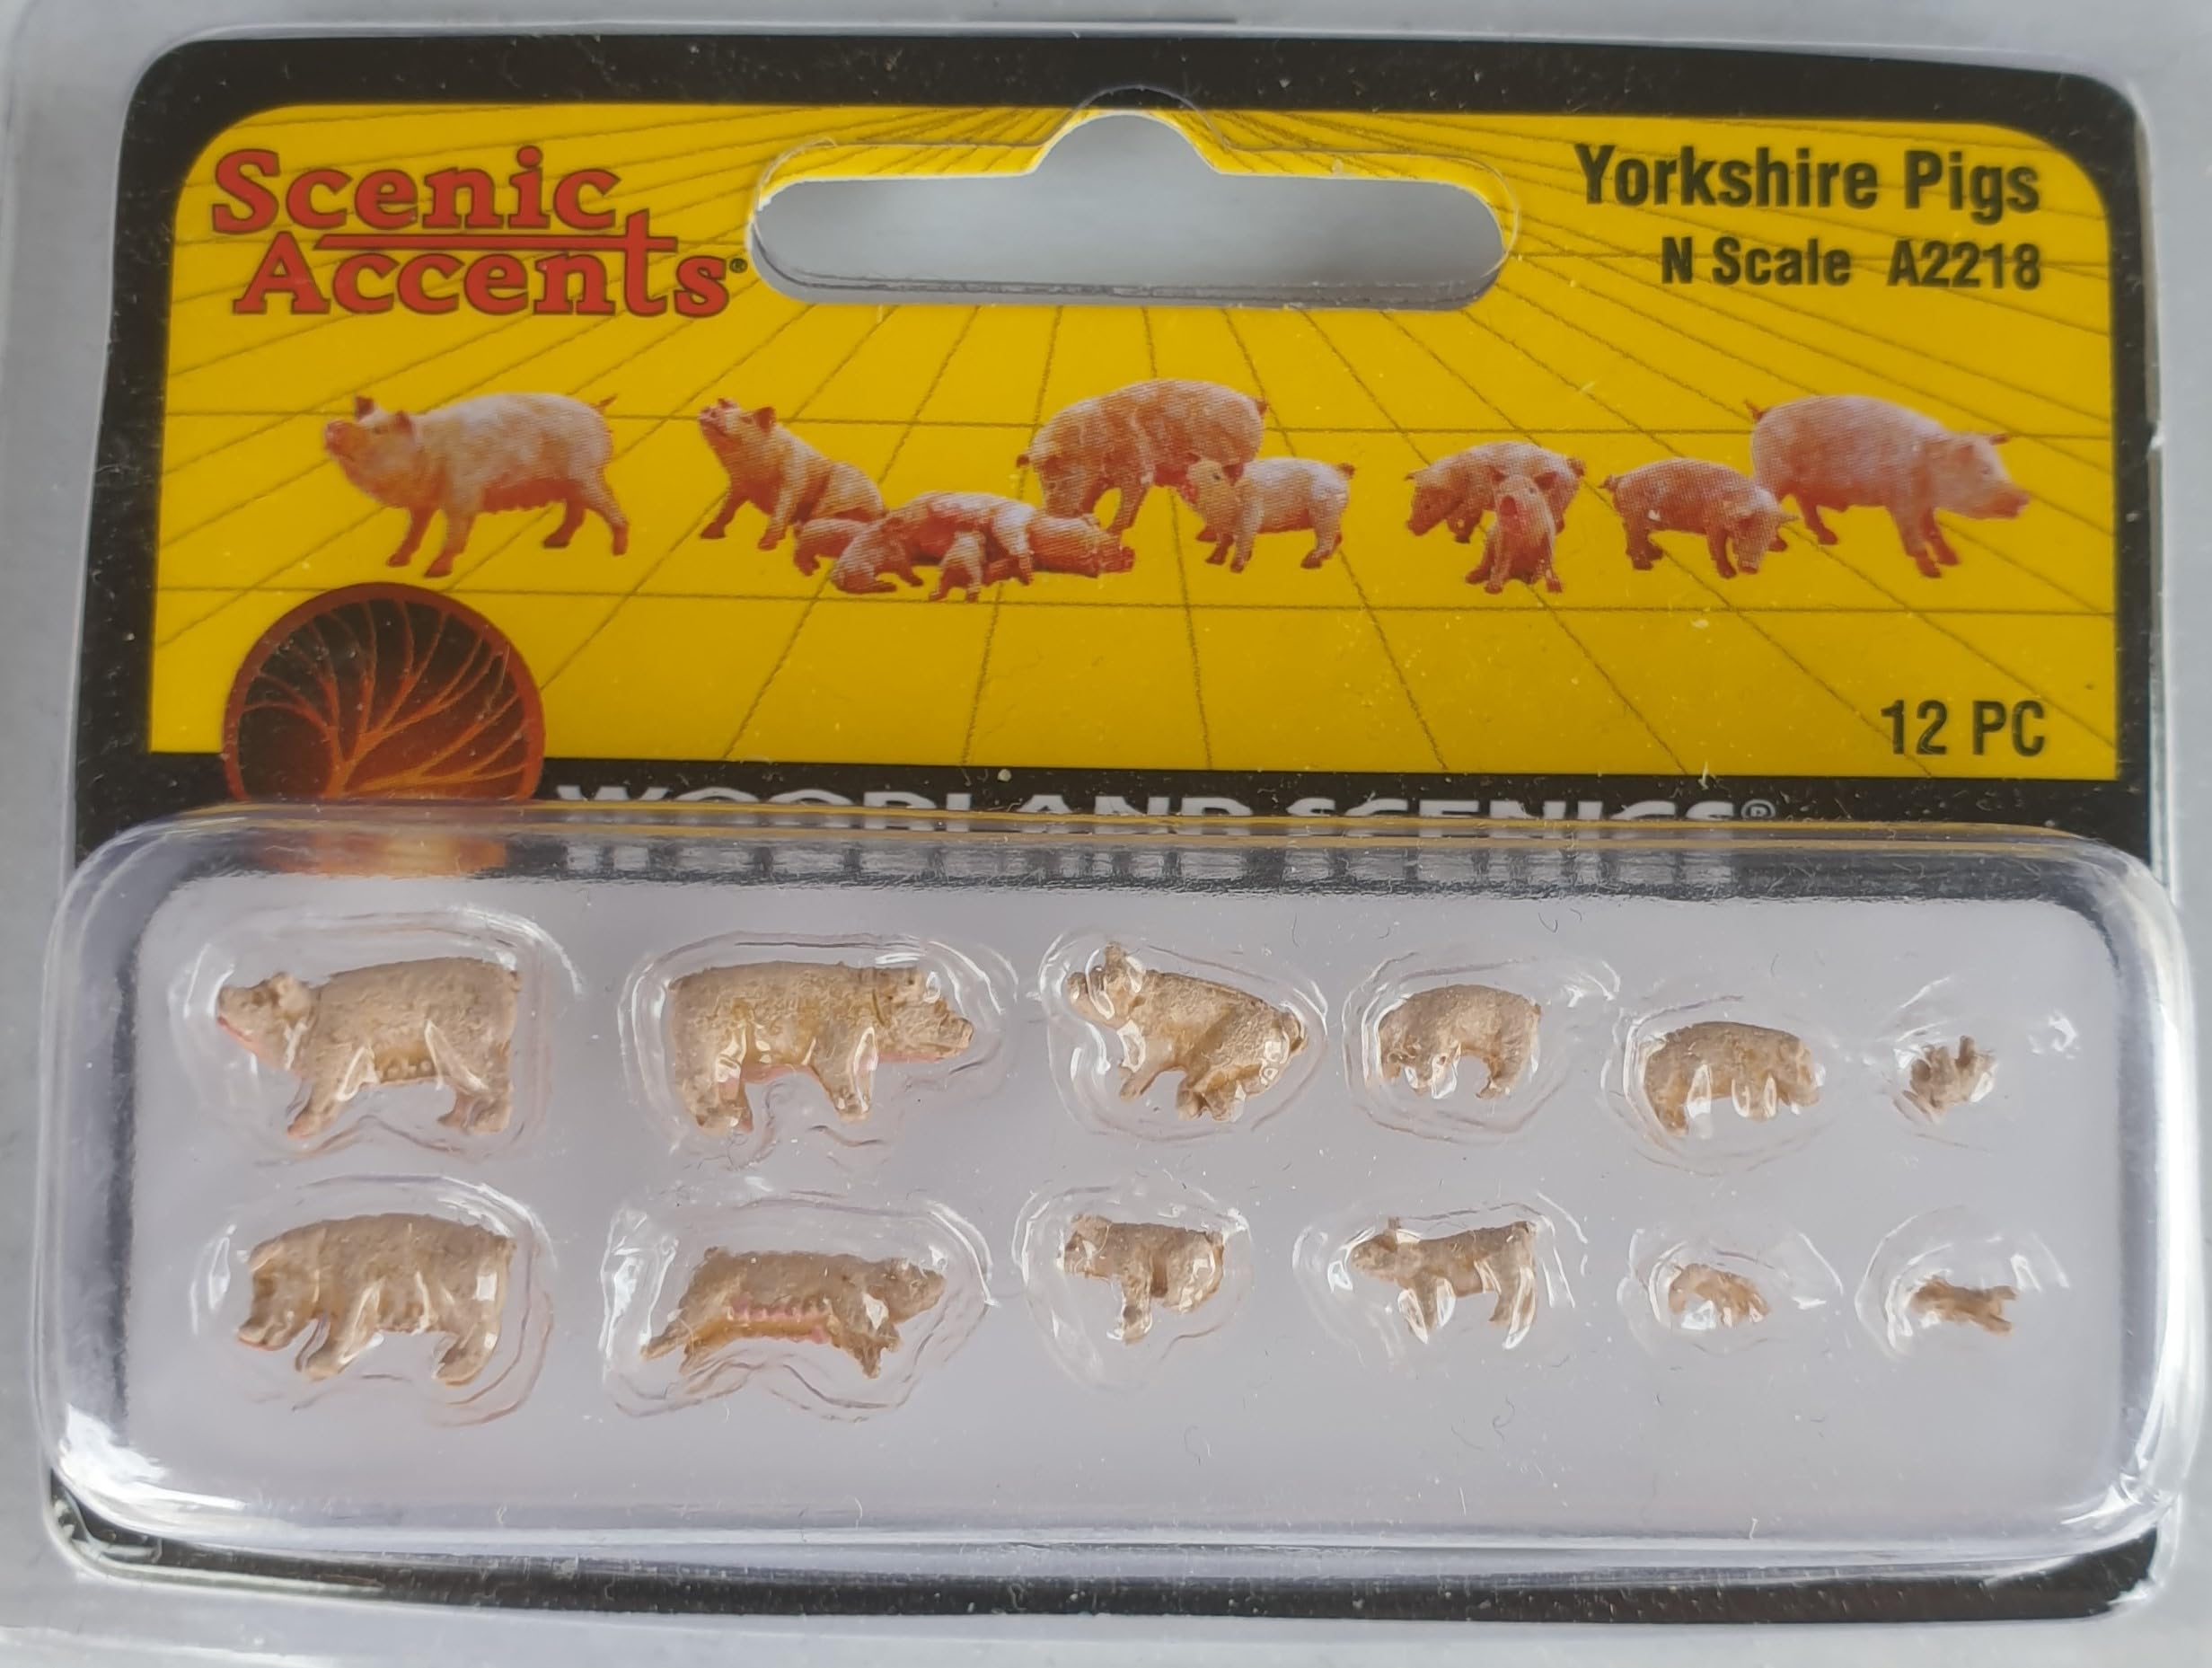 Scenic
Accents®
Yorkshire Pigs
N Scale A2218
12 PC
WOODLAND SCENICS®